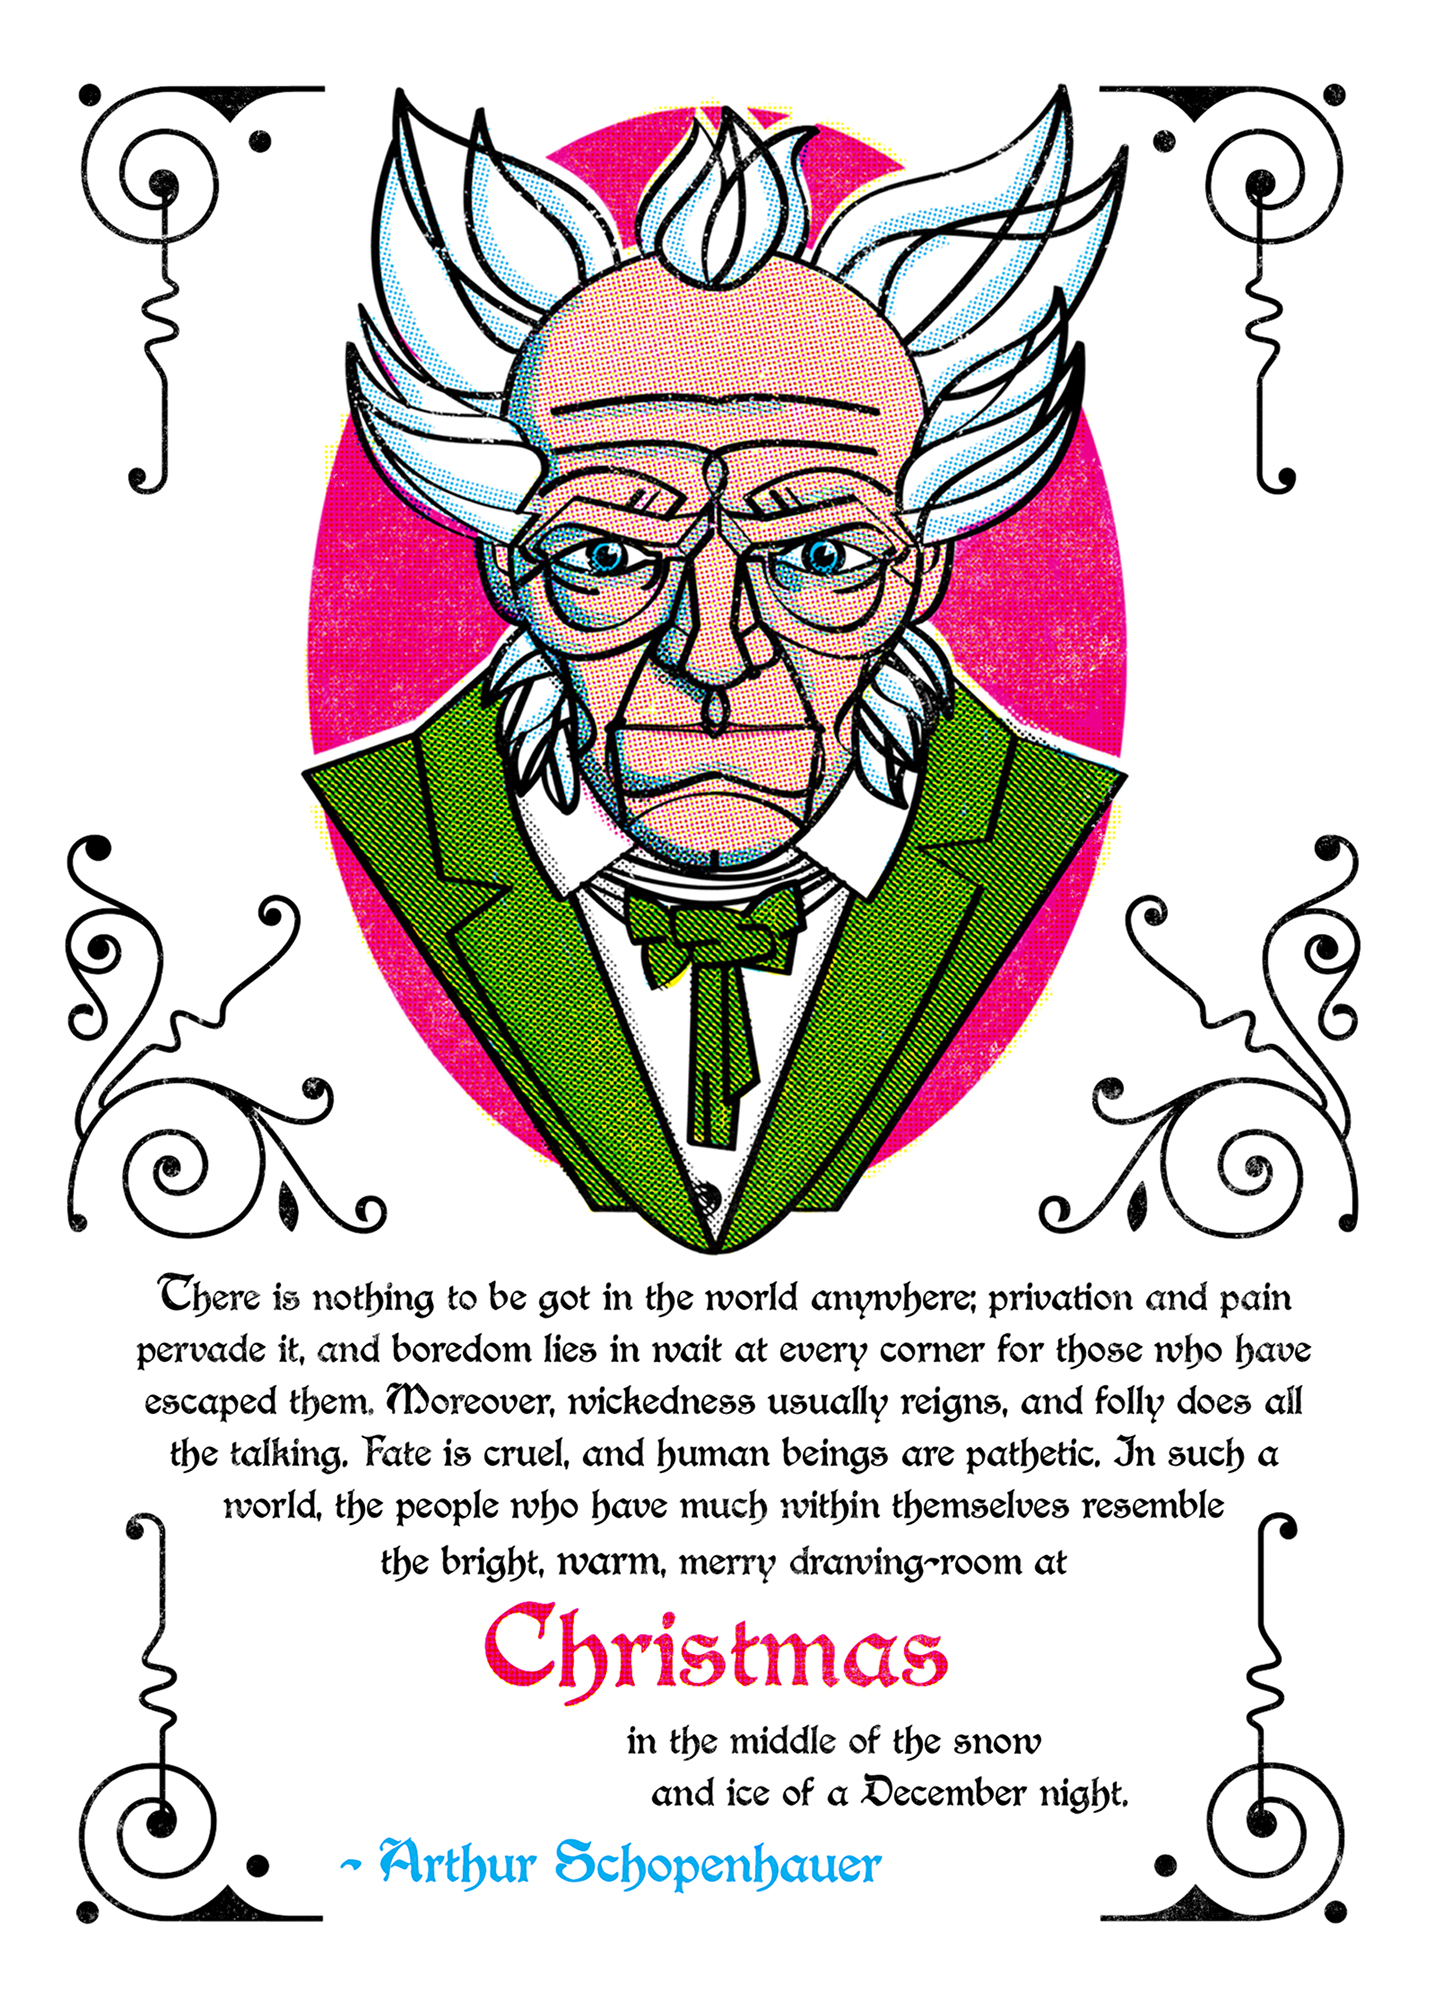 There is nothing to be got in the world anywhere; privation and pain
pervade it, and boredom lies in wait at every corner for those who have
escaped them. Moreover, wickedness usually reigns, and folly does all
the talking. Fate is cruel, and human beings are pathetic. In such a
world, the people who have much within themselves resemble
the bright, warm, merry drawing-room at
Christmas
in the middle of the snow
and ice of a December night.
~ Arthur Schopenhauer